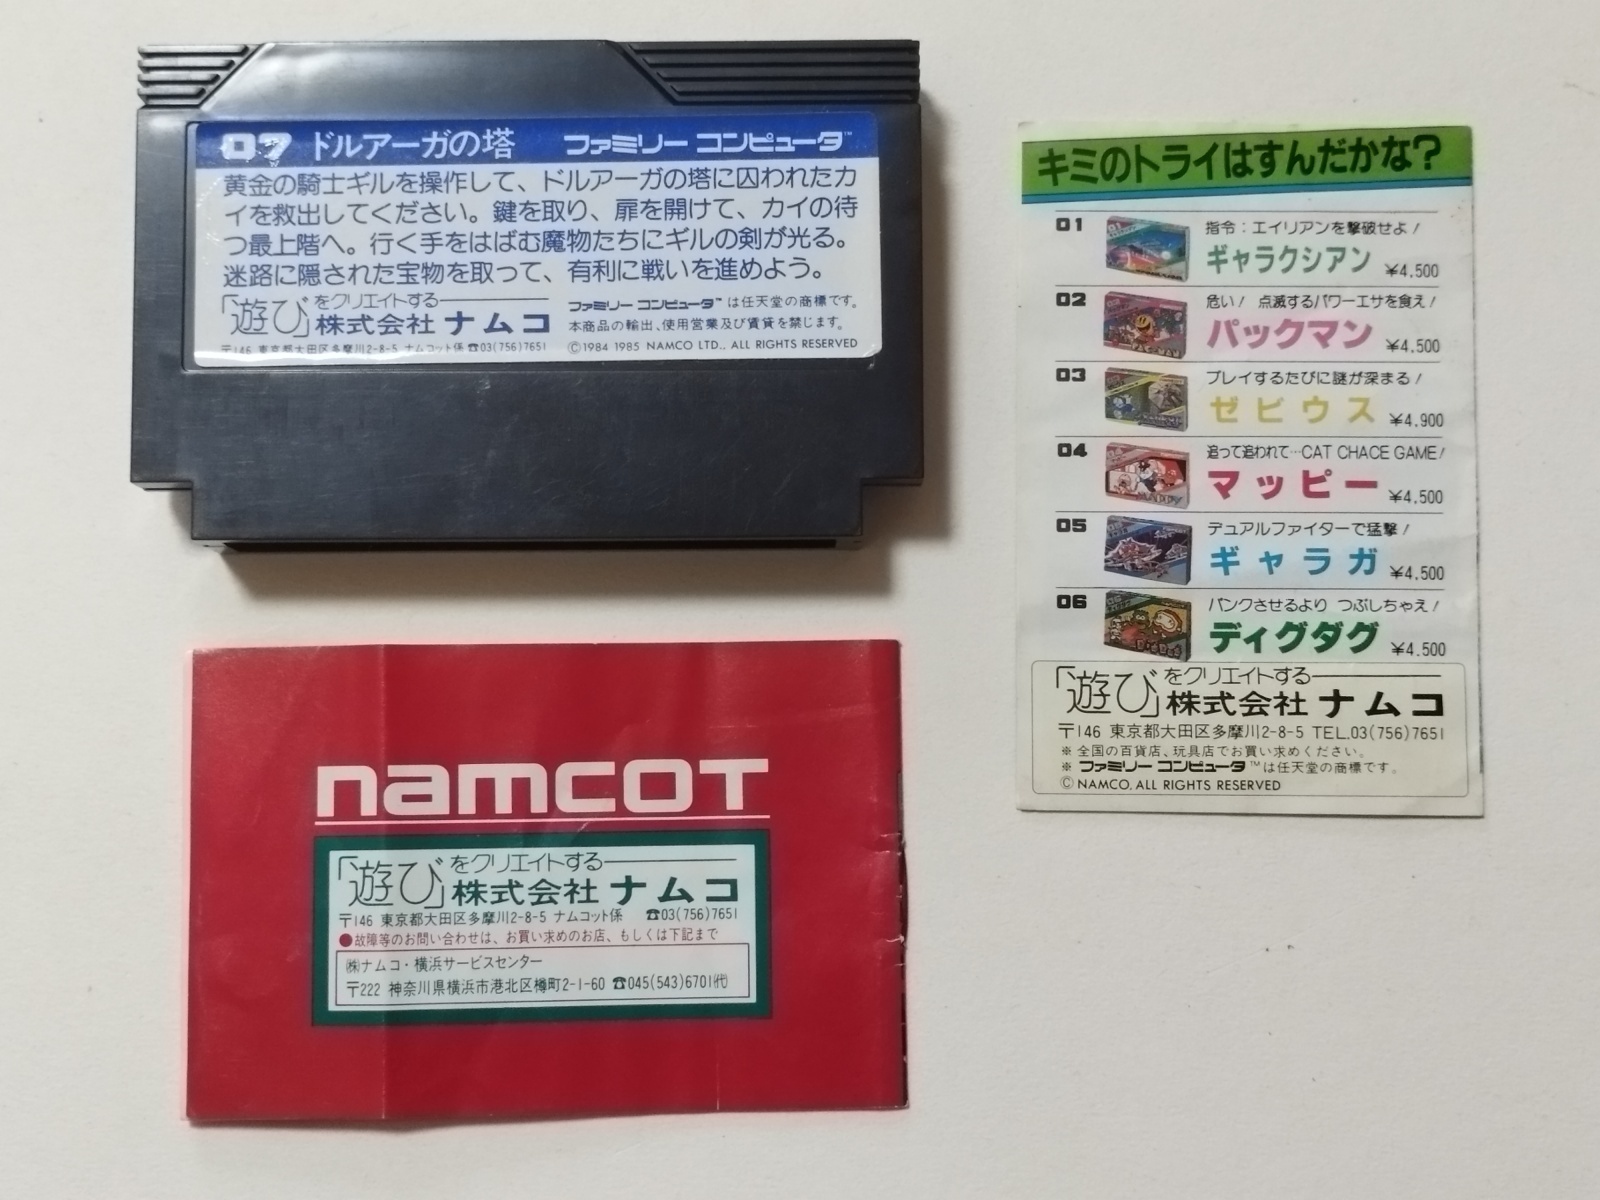 07 ドルアーガの塔 ファミリー コンピュータ™
黄金の騎士ギルを操作して、ドルアーガの塔に囚われたカ
イを救出してください。鍵を取り、扉を開けて、カイの待
つ最上階へ。行く手をはばむ魔物たちにギルの剣が光る。
迷路に隠された宝物を取って、有利に戦いを進めよう。
「遊び」をクリエイトする
株式会社 ナムコ
〒146 東京都大田区多摩川2-8-5 ナムコット係 ☎03(756)7651
ファミリー コンピュータ™ は任天堂の商標です。
本商品の輸出、使用営業及び賃貸を禁じます。
©1984 1985 NAMCO LTD., ALL RIGHTS RESERVED
キミのトライはすんだかな?
01 指令:エイリアンを撃破せよ!
ギャラクシアン ¥4,500
02 危い! 点滅するパワーエサを食え!
パックマン ¥4,500
03 プレイするたびに謎が深まる!
ゼビウス ¥4,900
04 追って追われて…CAT CHACE GAME!
マッピー ¥4,500
05 デュアルファイターで猛撃!
ギャラガ ¥4,500
06 パンクさせるより つぶしちゃえ!
ディグダグ ¥4,500
「遊び」をクリエイトする
株式会社 ナムコ
〒146 東京都大田区多摩川2-8-5 TEL.03(756)7651
※ 全国の百貨店、玩具店でお買い求めください。
※ ファミリー コンピュータ™は任天堂の商標です。
© NAMCO, ALL RIGHTS RESERVED
namcoT
「遊び」をクリエイトする
株式会社 ナムコ
〒146 東京都大田区多摩川2-8-5 ナムコット係 ☎03(756)7651
●故障等のお問い合わせは、お買い求めのお店、もしくは下記まで
㈱ナムコ・横浜サービスセンター
〒222 神奈川県横浜市港北区樽町2-1-60 ☎045(543)6701㈹